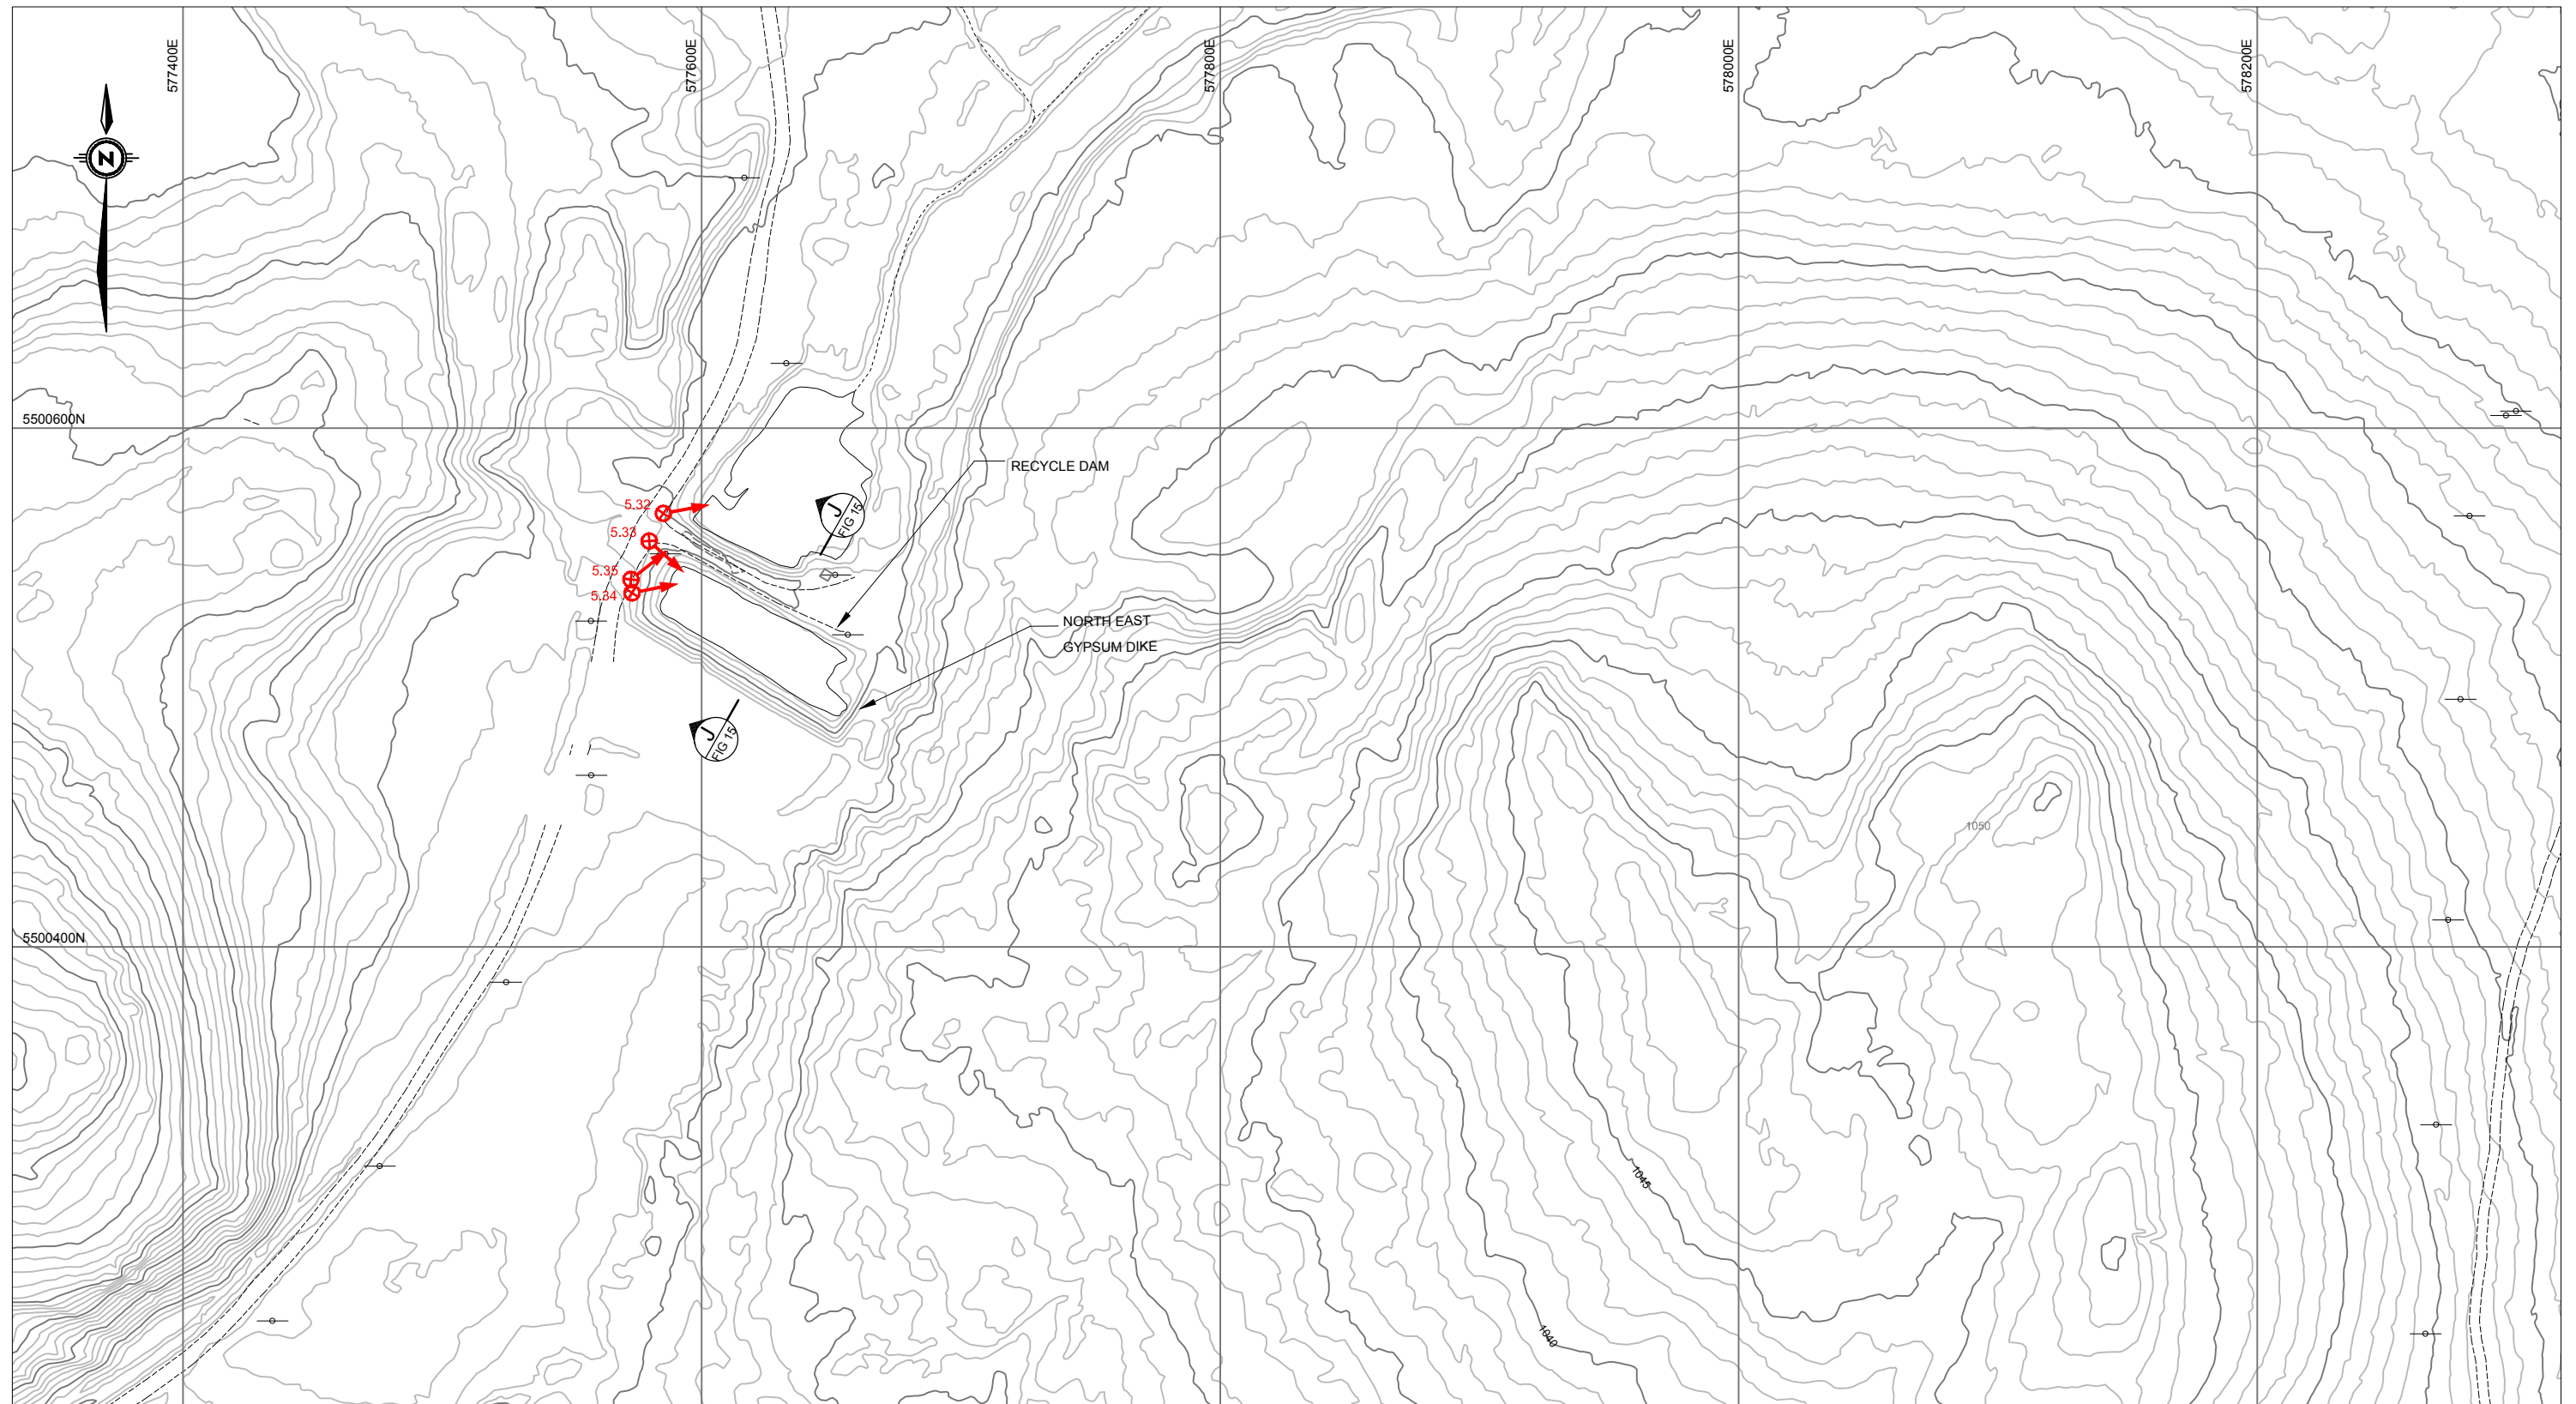 577400E
577600E
577800E
578000E
578200E
N
5500600N
RECYCLE DAM
5.32
J
FIG 15
5.33
5.35
5.34
NORTH EAST
GYPSUM DIKE
J
FIG 15
1050
5500400N
1045
1040